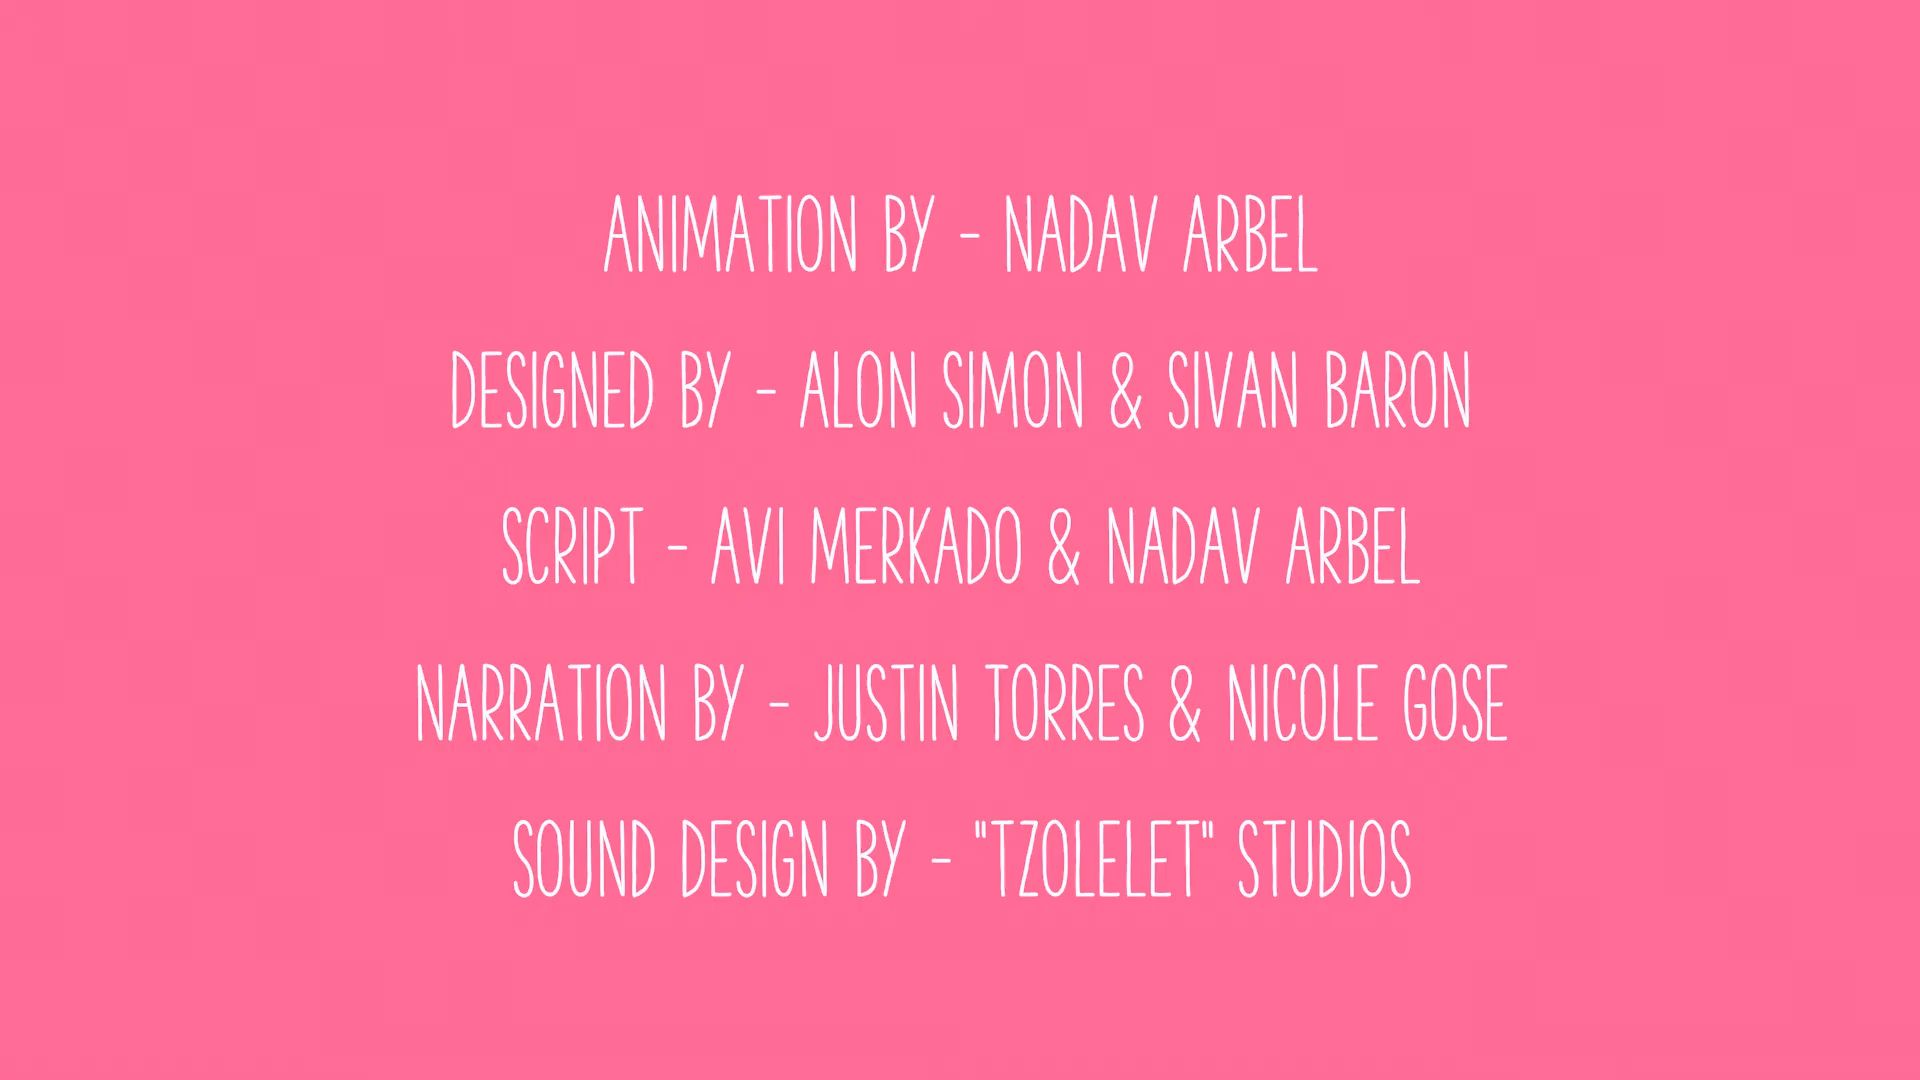 ANIMATION BY - NADAV ARBEL
DESIGNED BY - ALON SIMON & SIVAN BARON
SCRIPT - AVI MERKADO & NADAV ARBEL
NARRATION BY - JUSTIN TORRES & NICOLE GOSE
SOUND DESIGN BY - "TZOLELET" STUDIOS